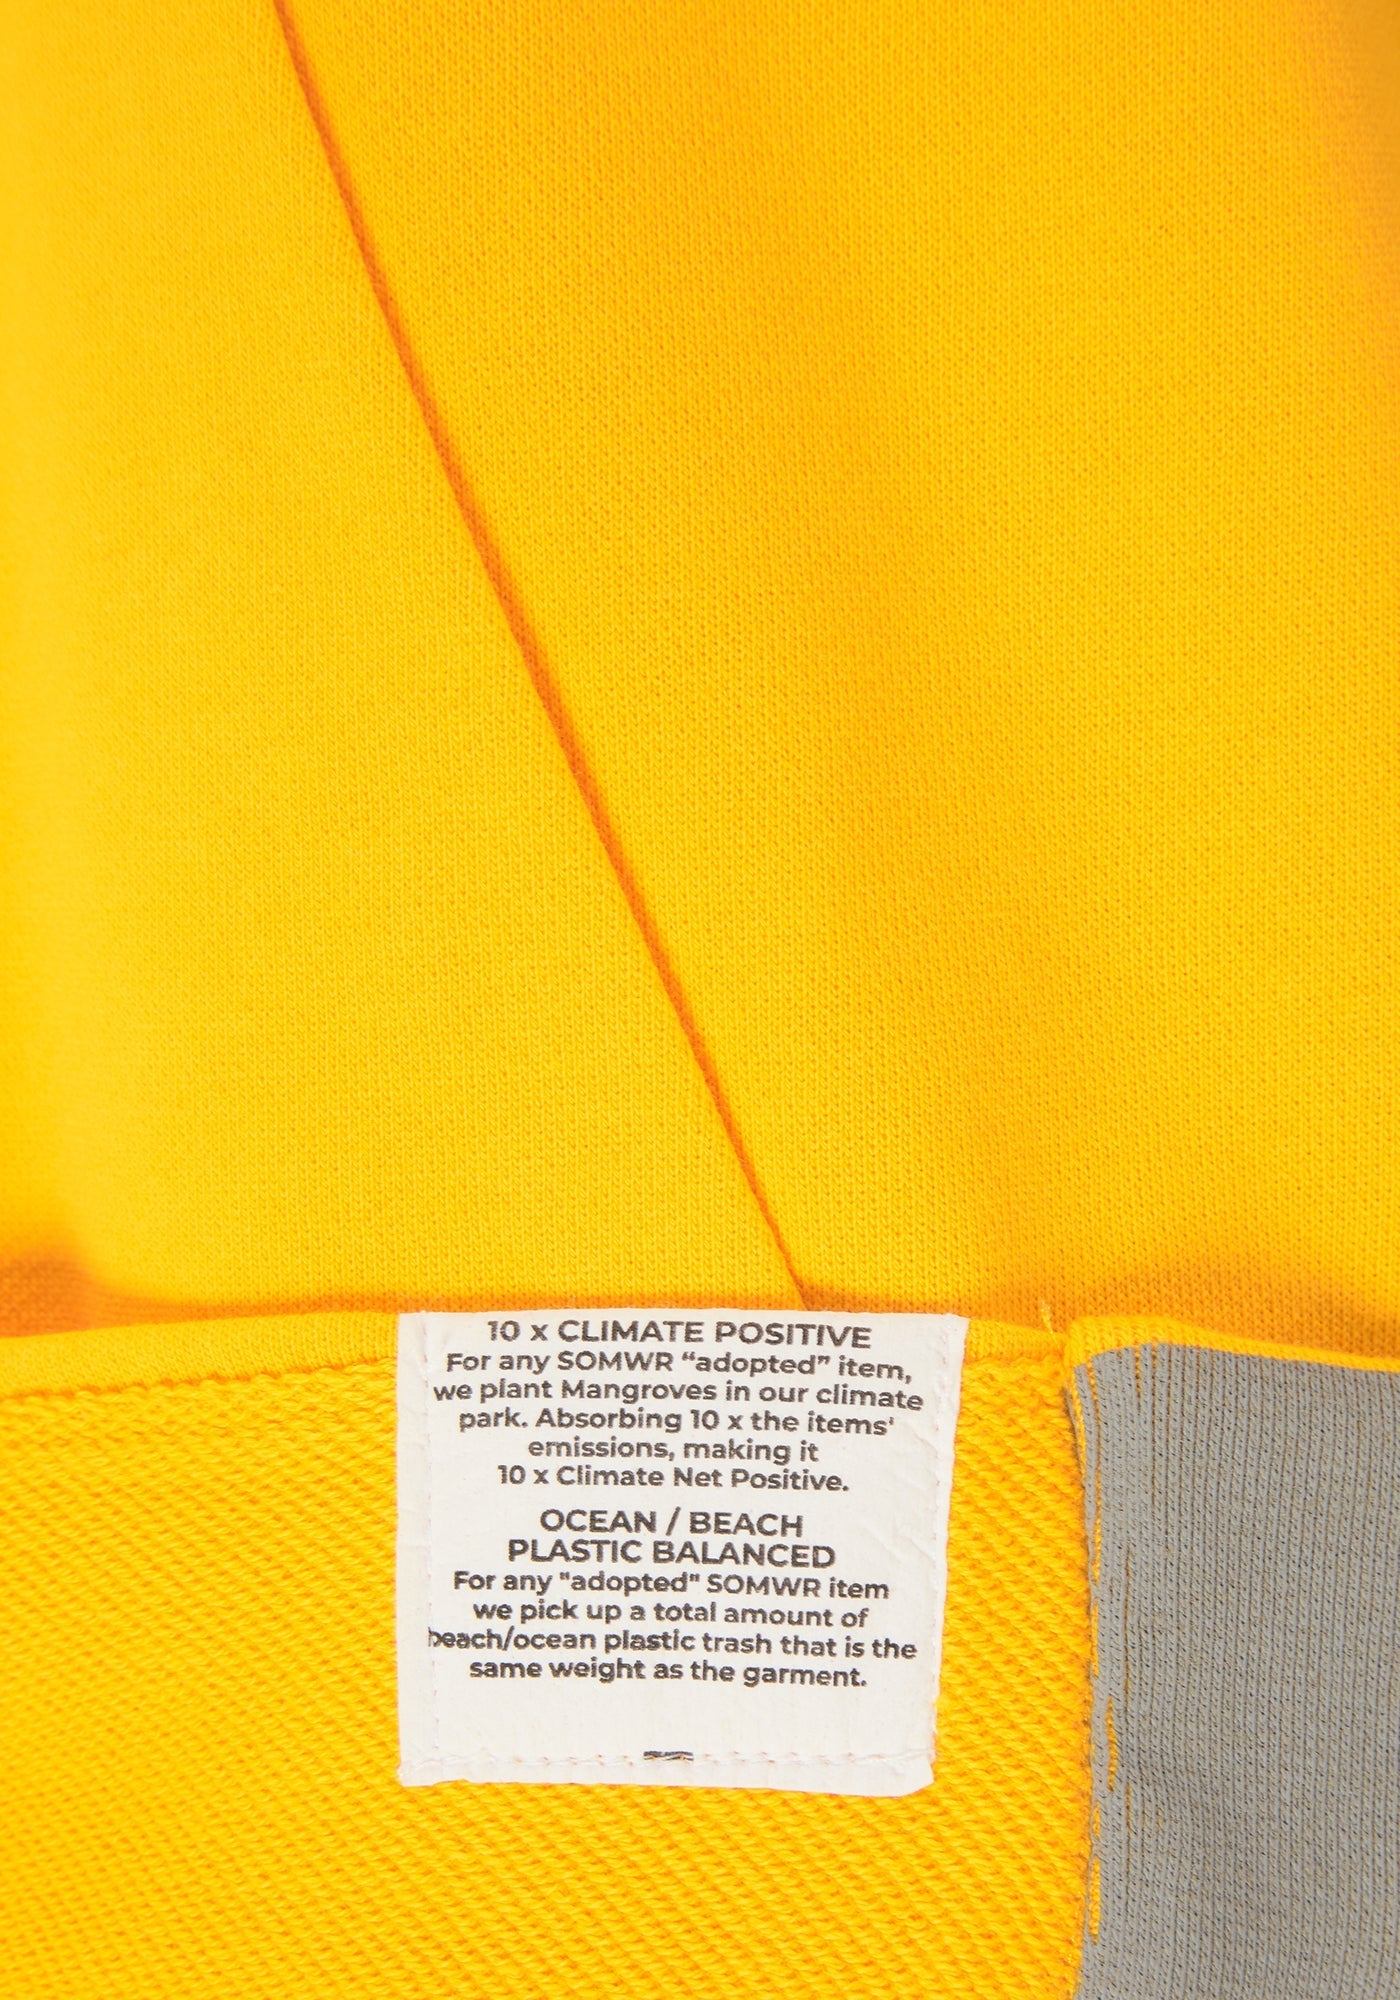 10 x CLIMATE POSITIVE
For any SOMWR “adopted” item,
we plant Mangroves in our climate
park. Absorbing 10 x the items'
emissions, making it
10 x Climate Net Positive.
OCEAN / BEACH
PLASTIC BALANCED
For any "adopted" SOMWR item
we pick up a total amount of
beach/ocean plastic trash that is the
same weight as the garment.